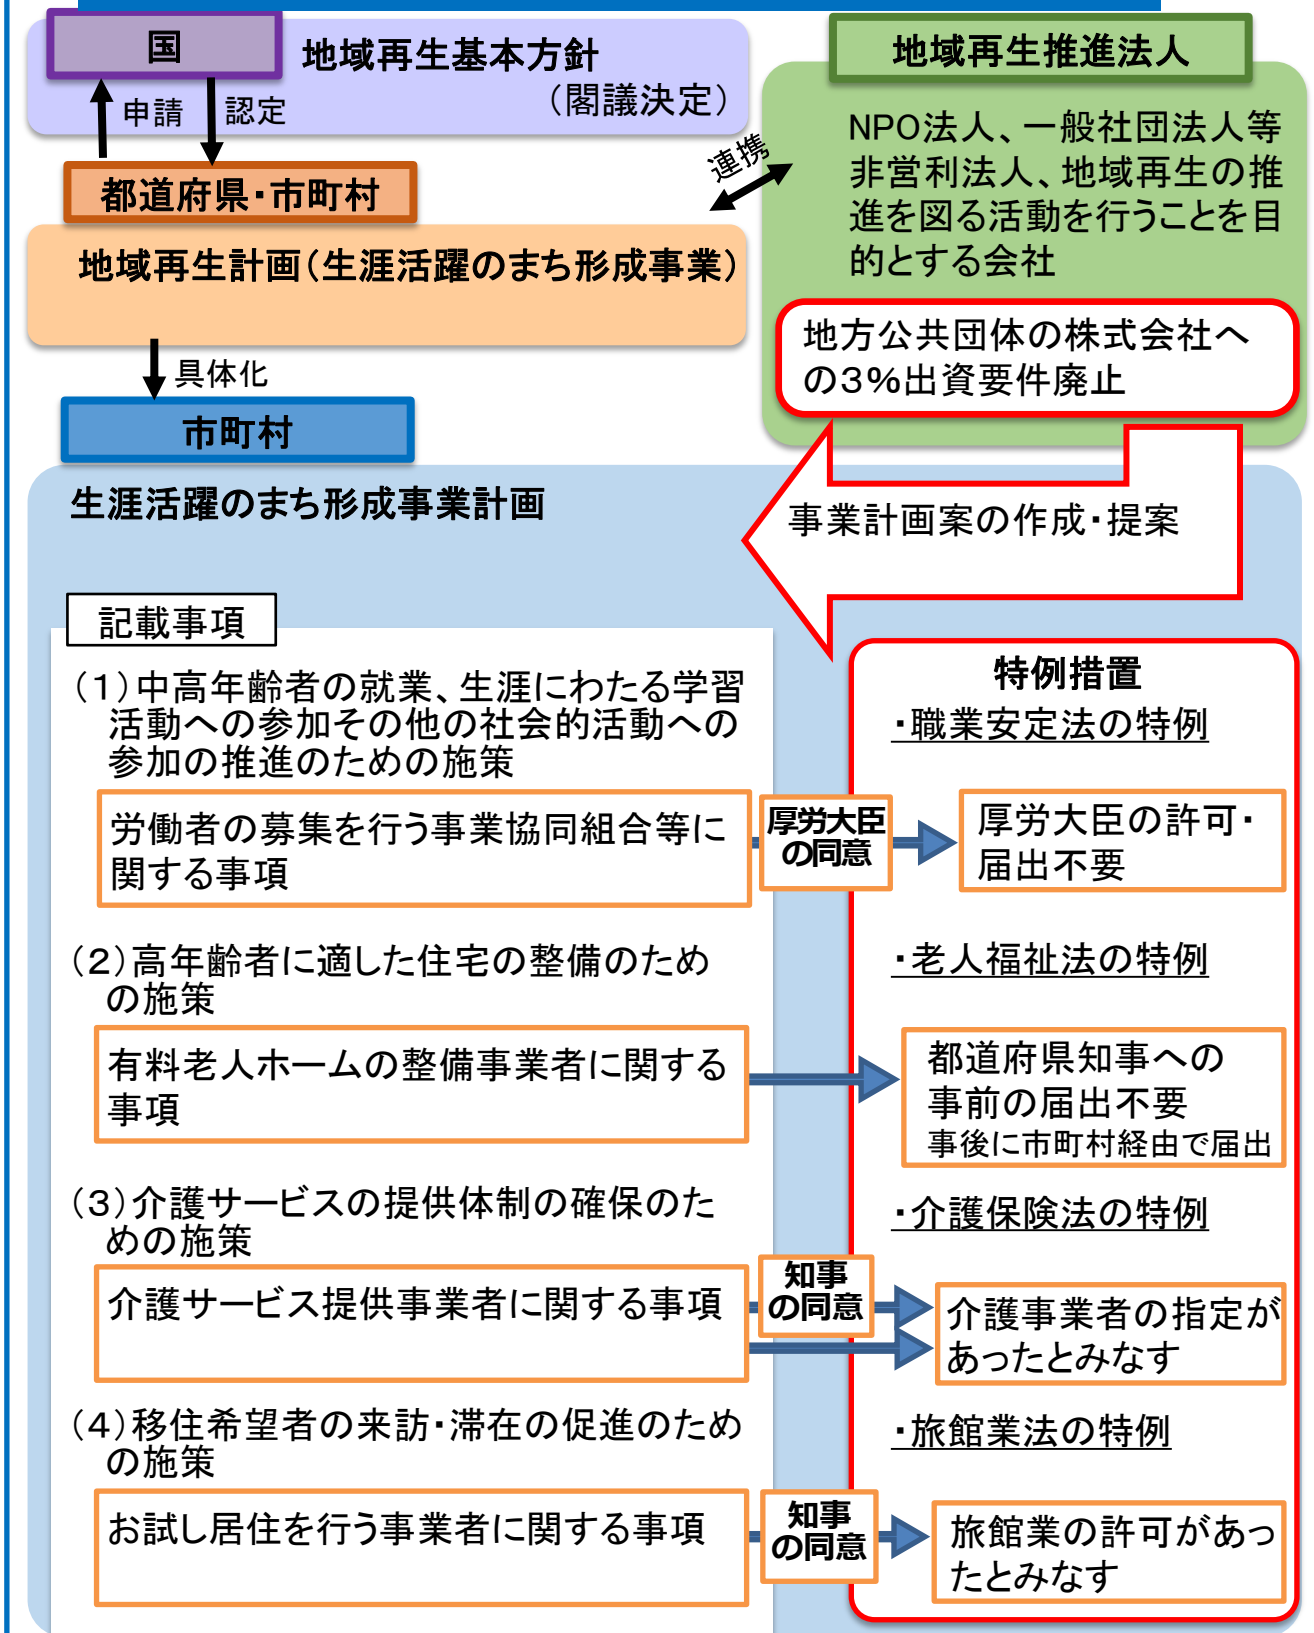 国
地域再生基本方針
（閣議決定）
申請
認定
都道府県・市町村
地域再生計画（生涯活躍のまち形成事業）
連携
地域再生推進法人
NPO法人、一般社団法人等
非営利法人、地域再生の推
進を図る活動を行うことを目
的とする会社
地方公共団体の株式会社へ
の３％出資要件廃止
具体化
市町村
生涯活躍のまち形成事業計画
事業計画案の作成・提案
記載事項
（１）中高年齢者の就業、生涯にわたる学習
活動への参加その他の社会的活動への
参加の推進のための施策
労働者の募集を行う事業協同組合等に
関する事項
厚労大臣
の同意
特例措置
・職業安定法の特例
厚労大臣の許可・
届出不要
（２）高年齢者に適した住宅の整備のため
の施策
有料老人ホームの整備事業者に関する
事項
・老人福祉法の特例
都道府県知事への
事前の届出不要
事後に市町村経由で届出
（３）介護サービスの提供体制の確保のた
めの施策
介護サービス提供事業者に関する事項
知事
の同意
・介護保険法の特例
介護事業者の指定が
あったとみなす
（４）移住希望者の来訪・滞在の促進のため
の施策
お試し居住を行う事業者に関する事項
知事
の同意
・旅館業法の特例
旅館業の許可があっ
たとみなす